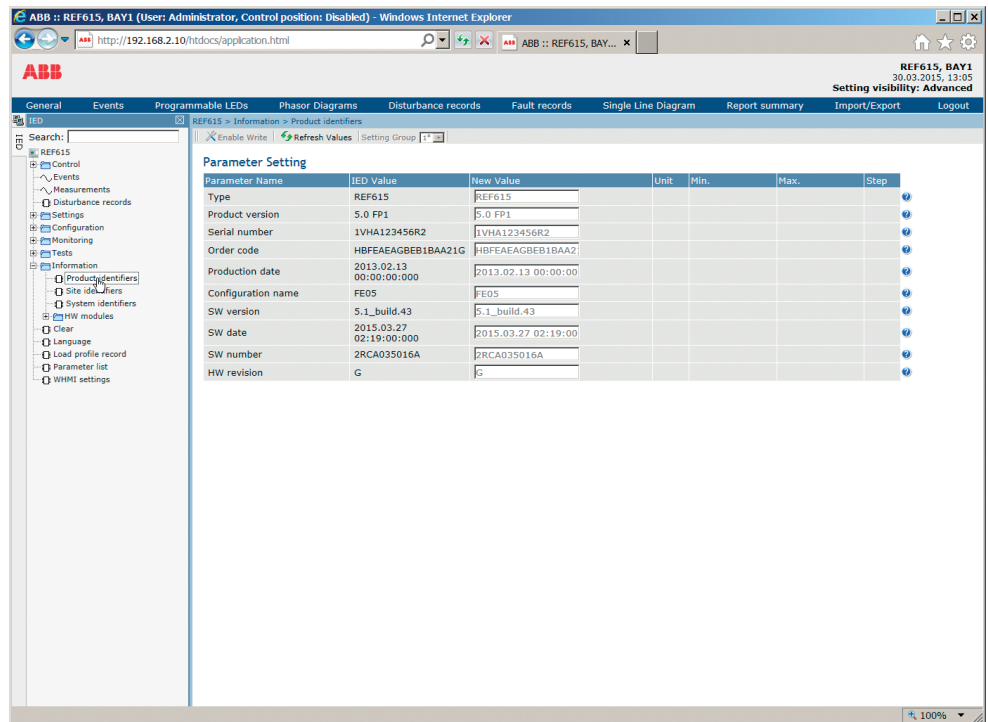 ABB :: REF615, BAY1 (User: Administrator, Control position: Disabled) - Windows Internet Explorer
http://192.168.2.10/htdocs/application.html
ABB
ABB :: REF615, BAY...
ABB
REF615, BAY1
30.03.2015, 13:05
Setting visibility: Advanced
General Events Programmable LEDs Phasor Diagrams Disturbance records Fault records Single Line Diagram Report summary Import/Export Logout
IED
IED
Search:
REF615
Control
Events
Measurements
Disturbance records
Settings
Configuration
Monitoring
Tests
Information
Product identifiers
Site identifiers
System identifiers
HW modules
Clear
Language
Load profile record
Parameter list
WHMI settings
REF615 > Information > Product identifiers
Enable Write Refresh Values Setting Group 1*
Parameter Setting
Parameter Name IED Value New Value Unit Min. Max. Step
Type REF615 REF615
Product version 5.0 FP1 5.0 FP1
Serial number 1VHA123456R2 1VHA123456R2
Order code HBFEAEAGBEB1BAA21G HBFEAEAGBEB1BAA2
Production date 2013.02.13 00:00:00:000 2013.02.13 00:00:00
Configuration name FE05 FE05
SW version 5.1_build.43 5.1_build.43
SW date 2015.03.27 02:19:00:000 2015.03.27 02:19:00
SW number 2RCA035016A 2RCA035016A
HW revision G G
100%